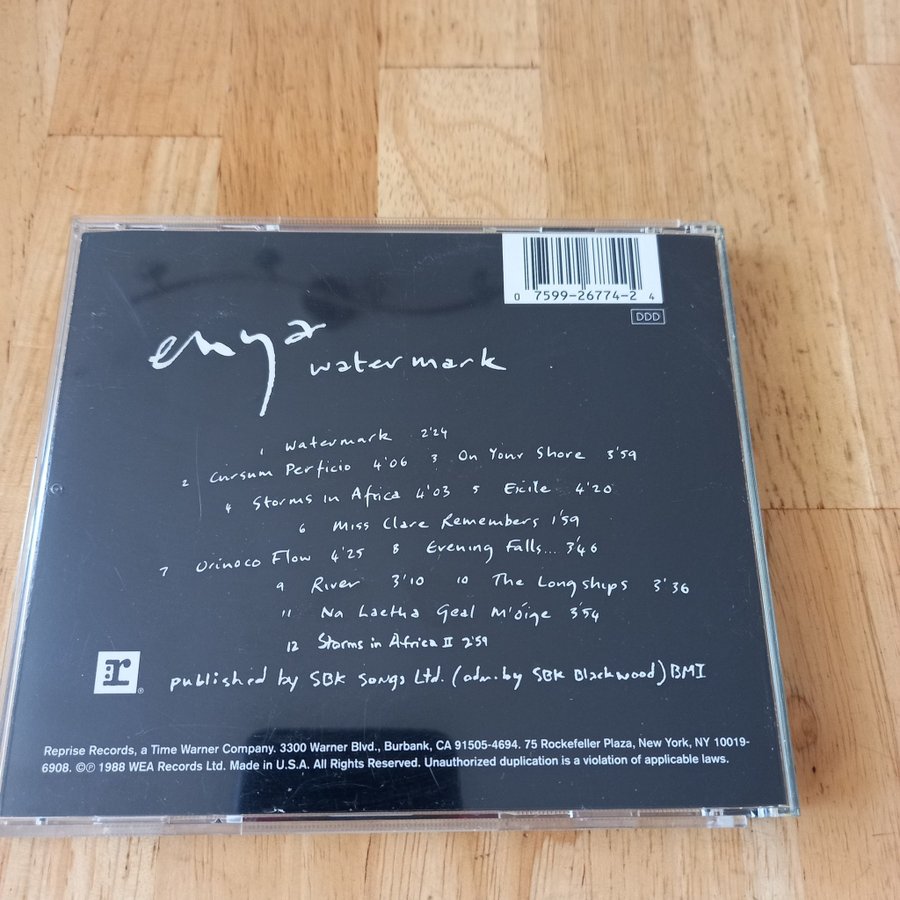 0 7599-26774-2 4
DDD
enya
watermark
1 Watermark 2'24
2 Cursum Perficio 4'06 3 On Your Shore 3'59
4 Storms in Africa 4'03 5 Exile 4'20
6 Miss Clare Remembers 1'59
7 Orinoco Flow 4'25 8 Evening Falls... 3'46
9 River 3'10 10 The Longships 3'36
11 Na Laetha Geal M'óige 3'54
12 Storms in Africa II 2'59
r ®
published by SBK Songs Ltd. (adm. by SBK Blackwood) BMI
Reprise Records, a Time Warner Company. 3300 Warner Blvd., Burbank, CA 91505-4694. 75 Rockefeller Plaza, New York, NY 10019-
6908. ©℗ 1988 WEA Records Ltd. Made in U.S.A. All Rights Reserved. Unauthorized duplication is a violation of applicable laws.